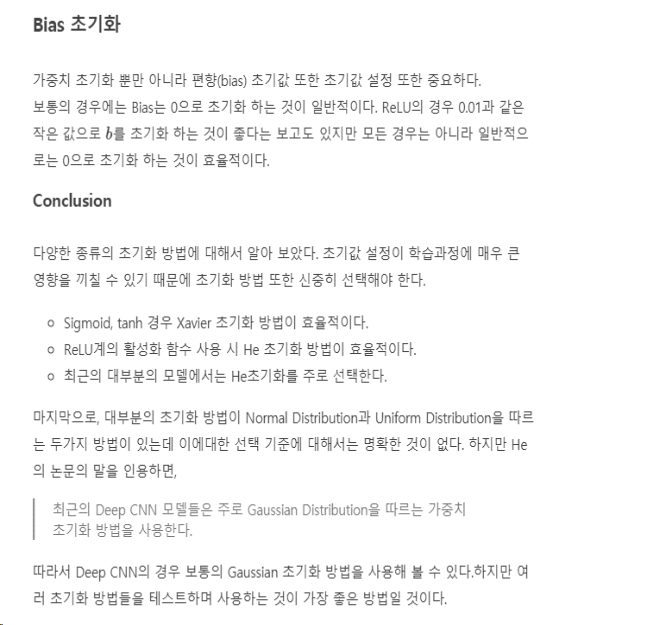 Bias 초기화
가중치 초기화 뿐만 아니라 편향(bias) 초기값 또한 초기값 설정 또한 중요하다.
보통의 경우에는 Bias는 0으로 초기화 하는 것이 일반적이다. ReLU의 경우 0.01과 같은
작은 값으로 b를 초기화 하는 것이 좋다는 보고도 있지만 모든 경우는 아니라 일반적으
로는 0으로 초기화 하는 것이 효율적이다.
Conclusion
다양한 종류의 초기화 방법에 대해서 알아 보았다. 초기값 설정이 학습과정에 매우 큰
영향을 끼칠 수 있기 때문에 초기화 방법 또한 신중히 선택해야 한다.
○ Sigmoid, tanh 경우 Xavier 초기화 방법이 효율적이다.
○ ReLU계의 활성화 함수 사용 시 He 초기화 방법이 효율적이다.
○ 최근의 대부분의 모델에서는 He초기화를 주로 선택한다.
마지막으로, 대부분의 초기화 방법이 Normal Distribution과 Uniform Distribution을 따르
는 두가지 방법이 있는데 이에대한 선택 기준에 대해서는 명확한 것이 없다. 하지만 He
의 논문의 말을 인용하면,
최근의 Deep CNN 모델들은 주로 Gaussian Distribution을 따르는 가중치
초기화 방법을 사용한다.
따라서 Deep CNN의 경우 보통의 Gaussian 초기화 방법을 사용해 볼 수 있다.하지만 여
러 초기화 방법들을 테스트하며 사용하는 것이 가장 좋은 방법일 것이다.